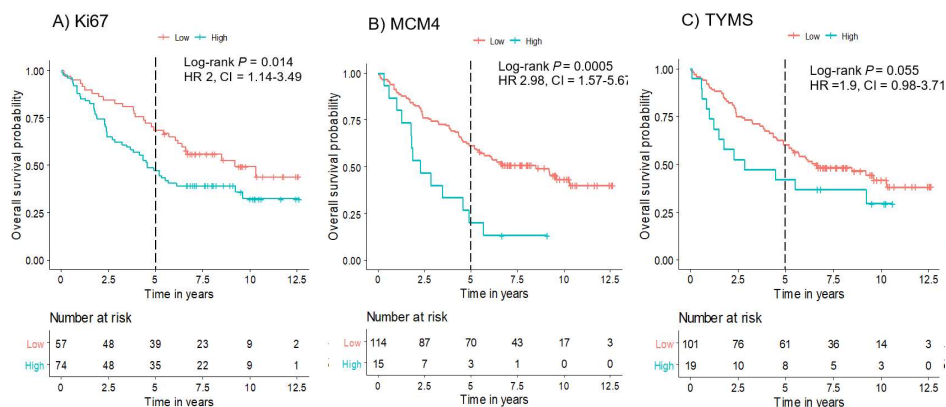 A) Ki67
Low High
Log-rank P = 0.014
HR 2, CI = 1.14-3.49
Overall survival probability
1.00
0.75
0.50
0.25
0.00
0 2.5 5 7.5 10 12.5
Time in years
Number at risk
Low 57 48 39 23 9 2
High 74 48 35 22 9 1
0 2.5 5 7.5 10 12.5
Time in years
B) MCM4
Low High
Log-rank P = 0.0005
HR 2.98, CI = 1.57-5.67
Overall survival probability
1.00
0.75
0.50
0.25
0.00
0 2.5 5 7.5 10 12.5
Time in years
Number at risk
Low 114 87 70 43 17 3
High 15 7 3 1 0 0
0 2.5 5 7.5 10 12.5
Time in years
C) TYMS
Low High
Log-rank P = 0.055
HR =1.9, CI = 0.98-3.71
Overall survival probability
1.00
0.75
0.50
0.25
0.00
0 2.5 5 7.5 10 12.5
Time in years
Number at risk
Low 101 76 61 36 14 3
High 19 10 8 5 3 0
0 2.5 5 7.5 10 12.5
Time in years